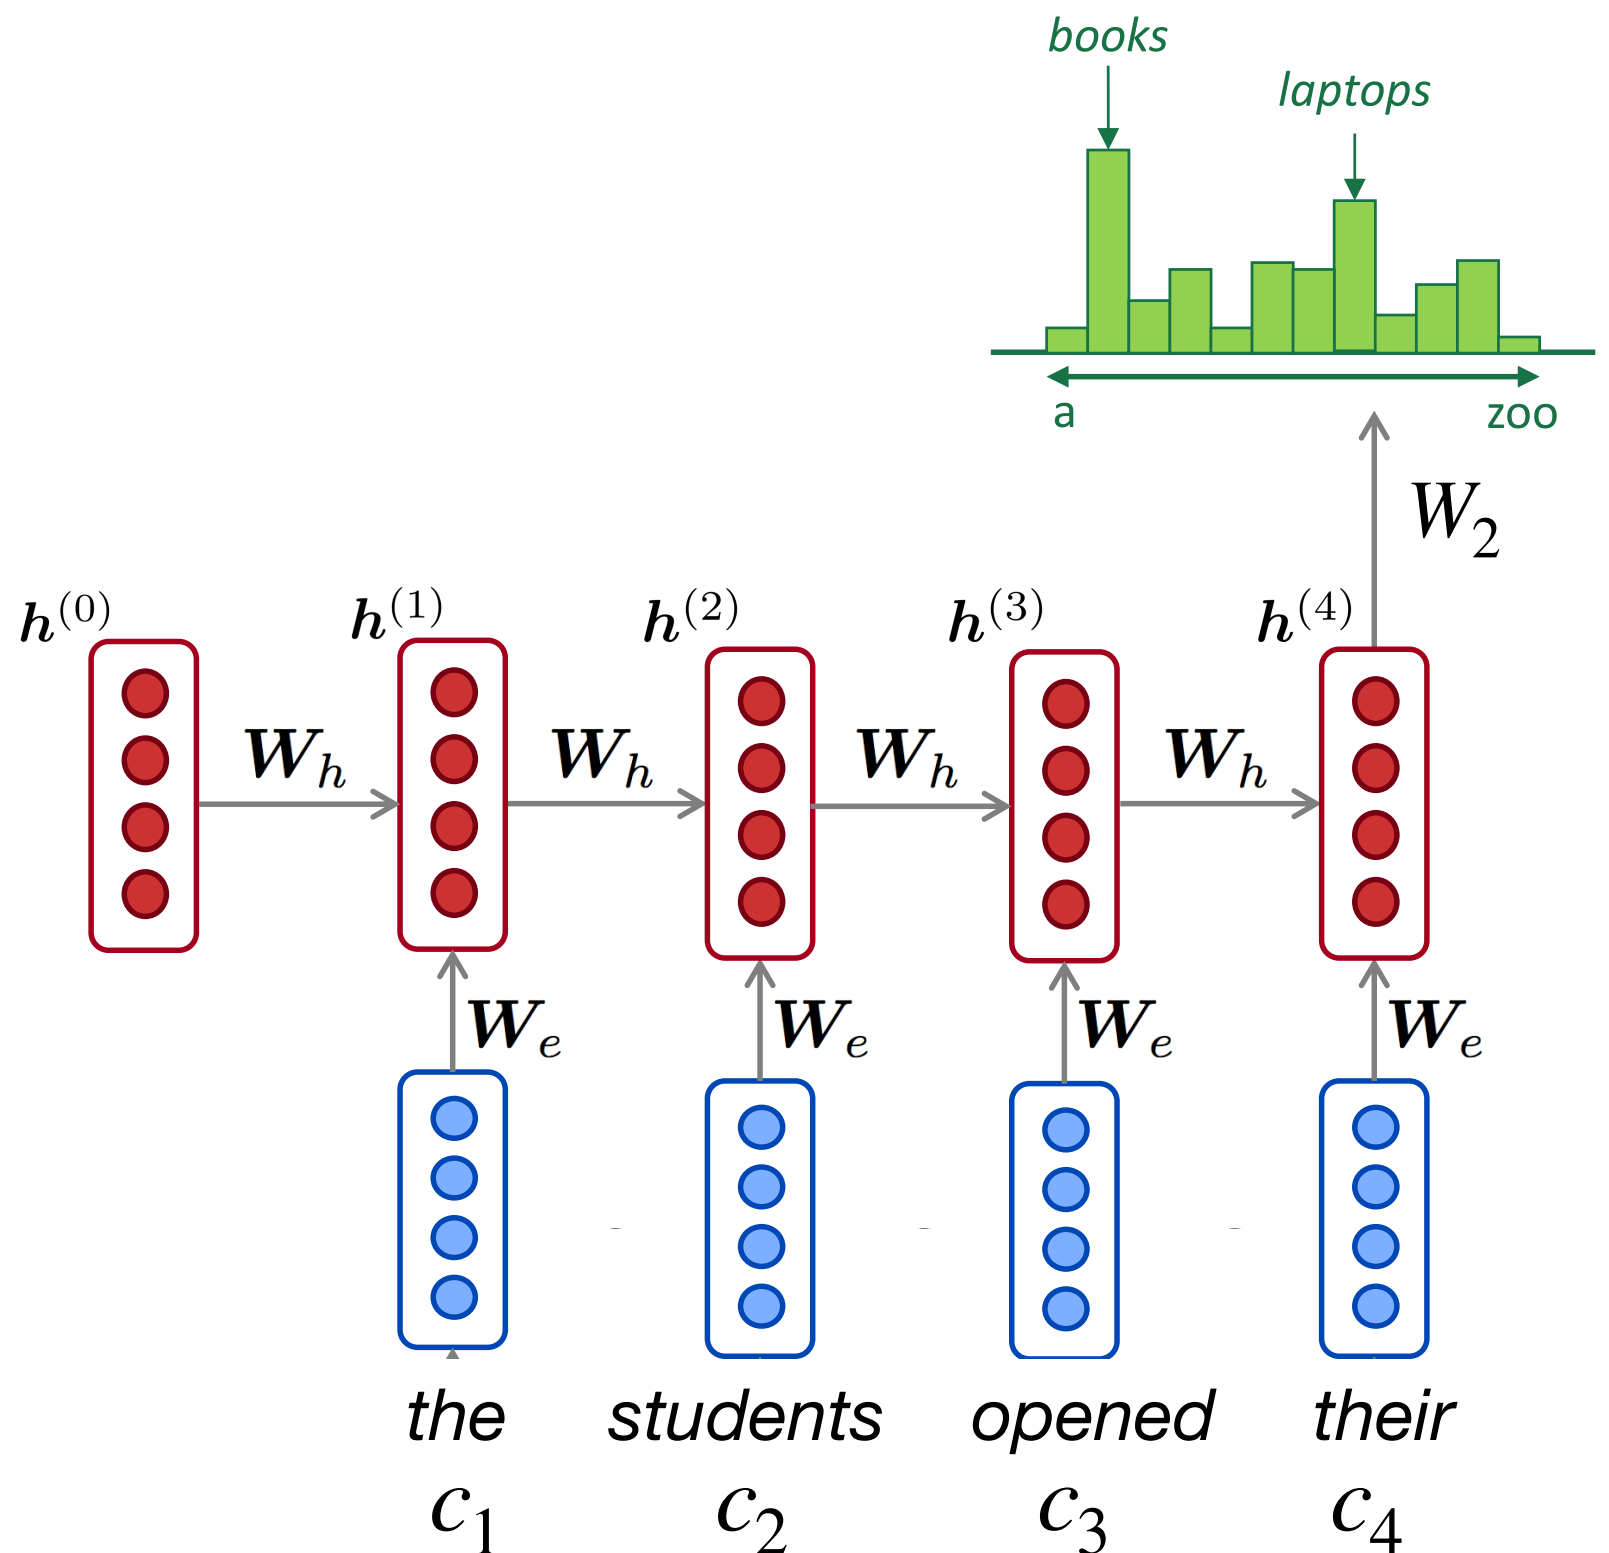 books
laptops
a zoo
W₂
h⁽⁰⁾ h⁽¹⁾ h⁽²⁾ h⁽³⁾ h⁽⁴⁾
Wₕ Wₕ Wₕ Wₕ
Wₑ Wₑ Wₑ Wₑ
the students opened their
c₁ c₂ c₃ c₄